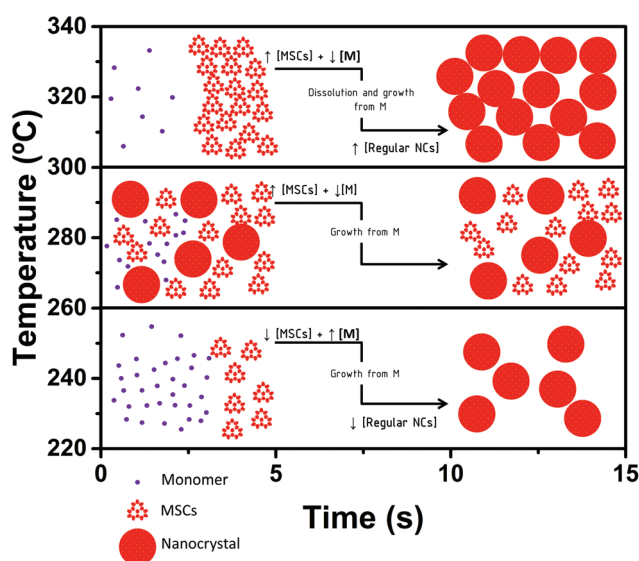 340
320
300
280
260
240
220
Temperature (ºC)
↑ [MSCs] + ↓ [M]
Dissolution and growth
from M
↑ [Regular NCs]
↑ [MSCs] + ↓[M]
Growth from M
↓ [MSCs] + ↑ [M]
Growth from M
↓ [Regular NCs]
0 5 10 15
Time (s)
Monomer
MSCs
Nanocrystal